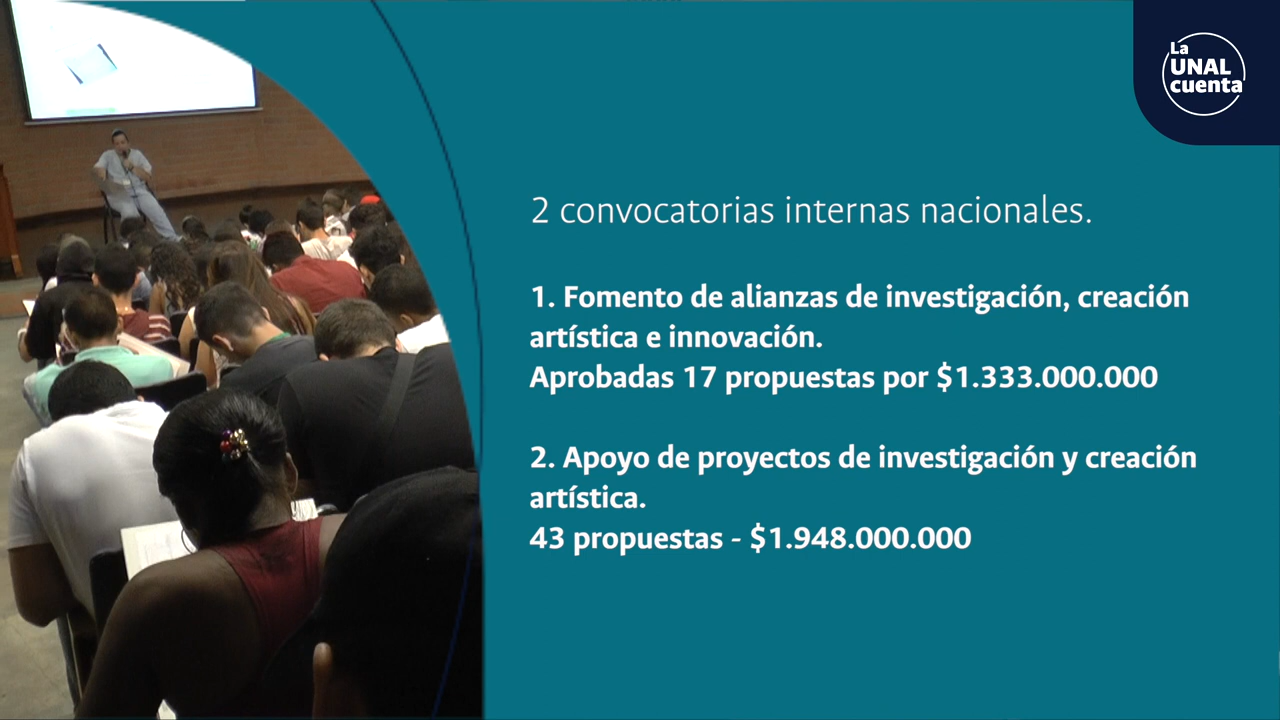 La
UNAL
cuenta
2 convocatorias internas nacionales.
1. Fomento de alianzas de investigación, creación
artística e innovación.
Aprobadas 17 propuestas por $1.333.000.000
2. Apoyo de proyectos de investigación y creación
artística.
43 propuestas - $1.948.000.000